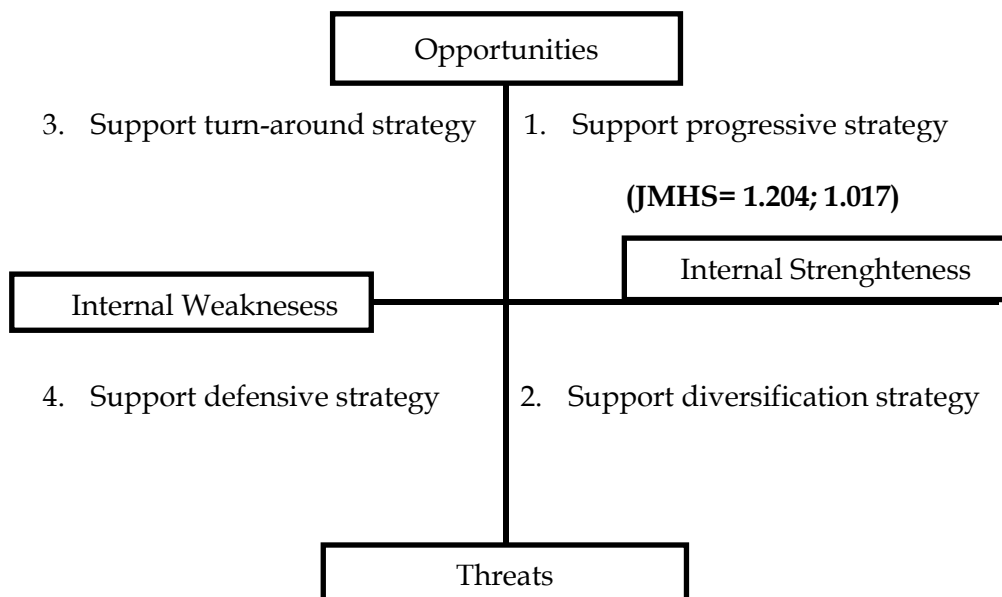 Opportunities
3. Support turn-around strategy
1. Support progressive strategy
(JMHS= 1.204; 1.017)
Internal Strenghteness
Internal Weaknesess
4. Support defensive strategy
2. Support diversification strategy
Threats